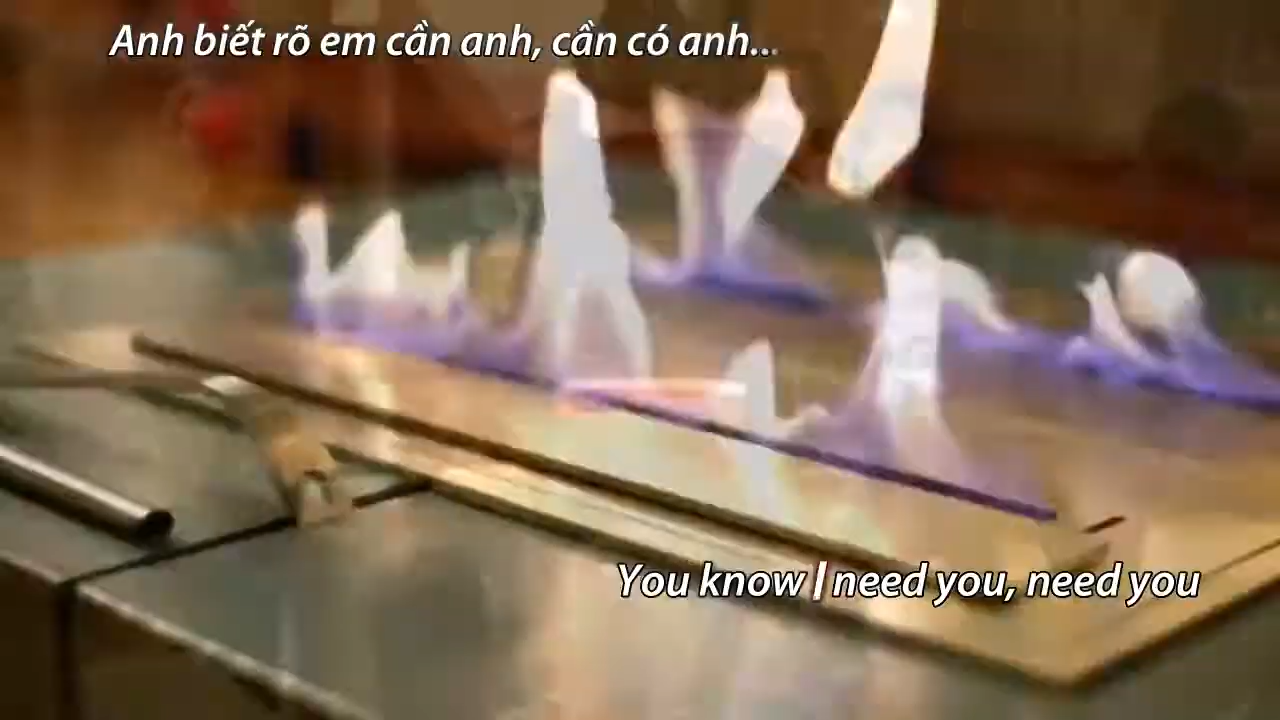 Anh biết rõ em cần anh, cần có anh...
You know I need you, need you